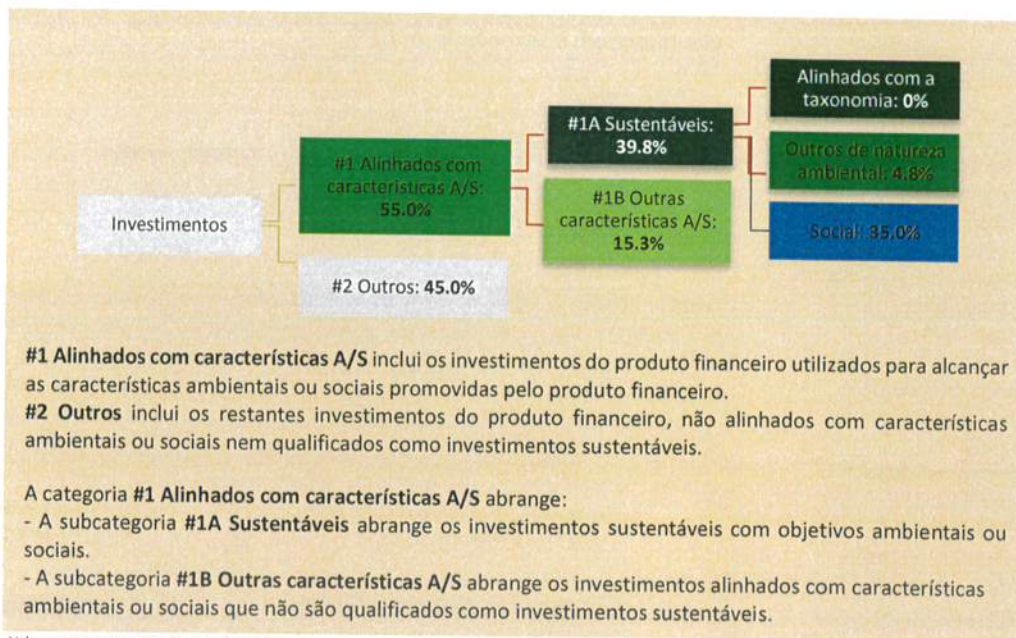 Alinhados com a
taxonomia: 0%
#1A Sustentáveis:
39.8%
#1 Alinhados com
características A/S:
55.0%
Outros de natureza
ambiental: 4.8%
#1B Outras
características A/S:
15.3%
Investimentos
Social: 35.0%
#2 Outros: 45.0%
#1 Alinhados com características A/S inclui os investimentos do produto financeiro utilizados para alcançar
as características ambientais ou sociais promovidas pelo produto financeiro.
#2 Outros inclui os restantes investimentos do produto financeiro, não alinhados com características
ambientais ou sociais nem qualificados como investimentos sustentáveis.
A categoria #1 Alinhados com características A/S abrange:
- A subcategoria #1A Sustentáveis abrange os investimentos sustentáveis com objetivos ambientais ou
sociais.
- A subcategoria #1B Outras características A/S abrange os investimentos alinhados com características
ambientais ou sociais que não são qualificados como investimentos sustentáveis.